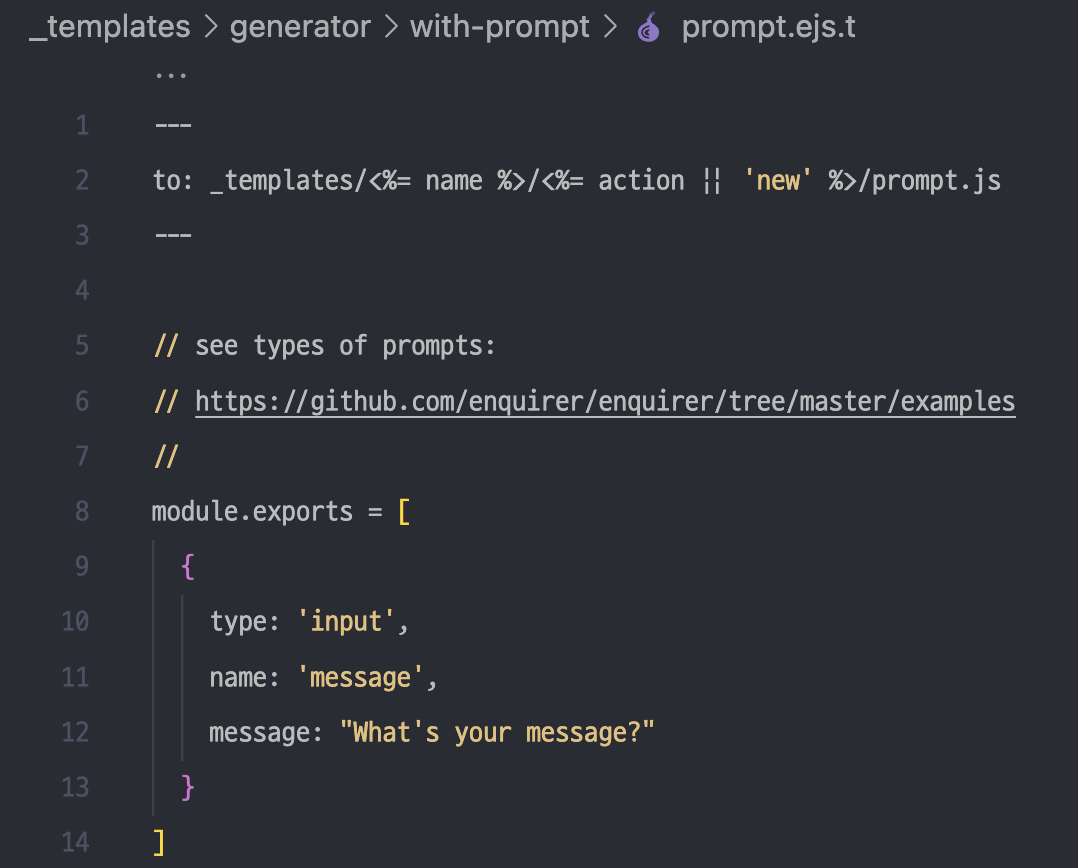 _templates > generator > with-prompt > prompt.ejs.t
...
1 ---
2 to: _templates/<%= name %>/<%= action || 'new' %>/prompt.js
3 ---
4
5 // see types of prompts:
6 // https://github.com/enquirer/enquirer/tree/master/examples
7 //
8 module.exports = [
9   {
10     type: 'input',
11     name: 'message',
12     message: "What's your message?"
13   }
14 ]